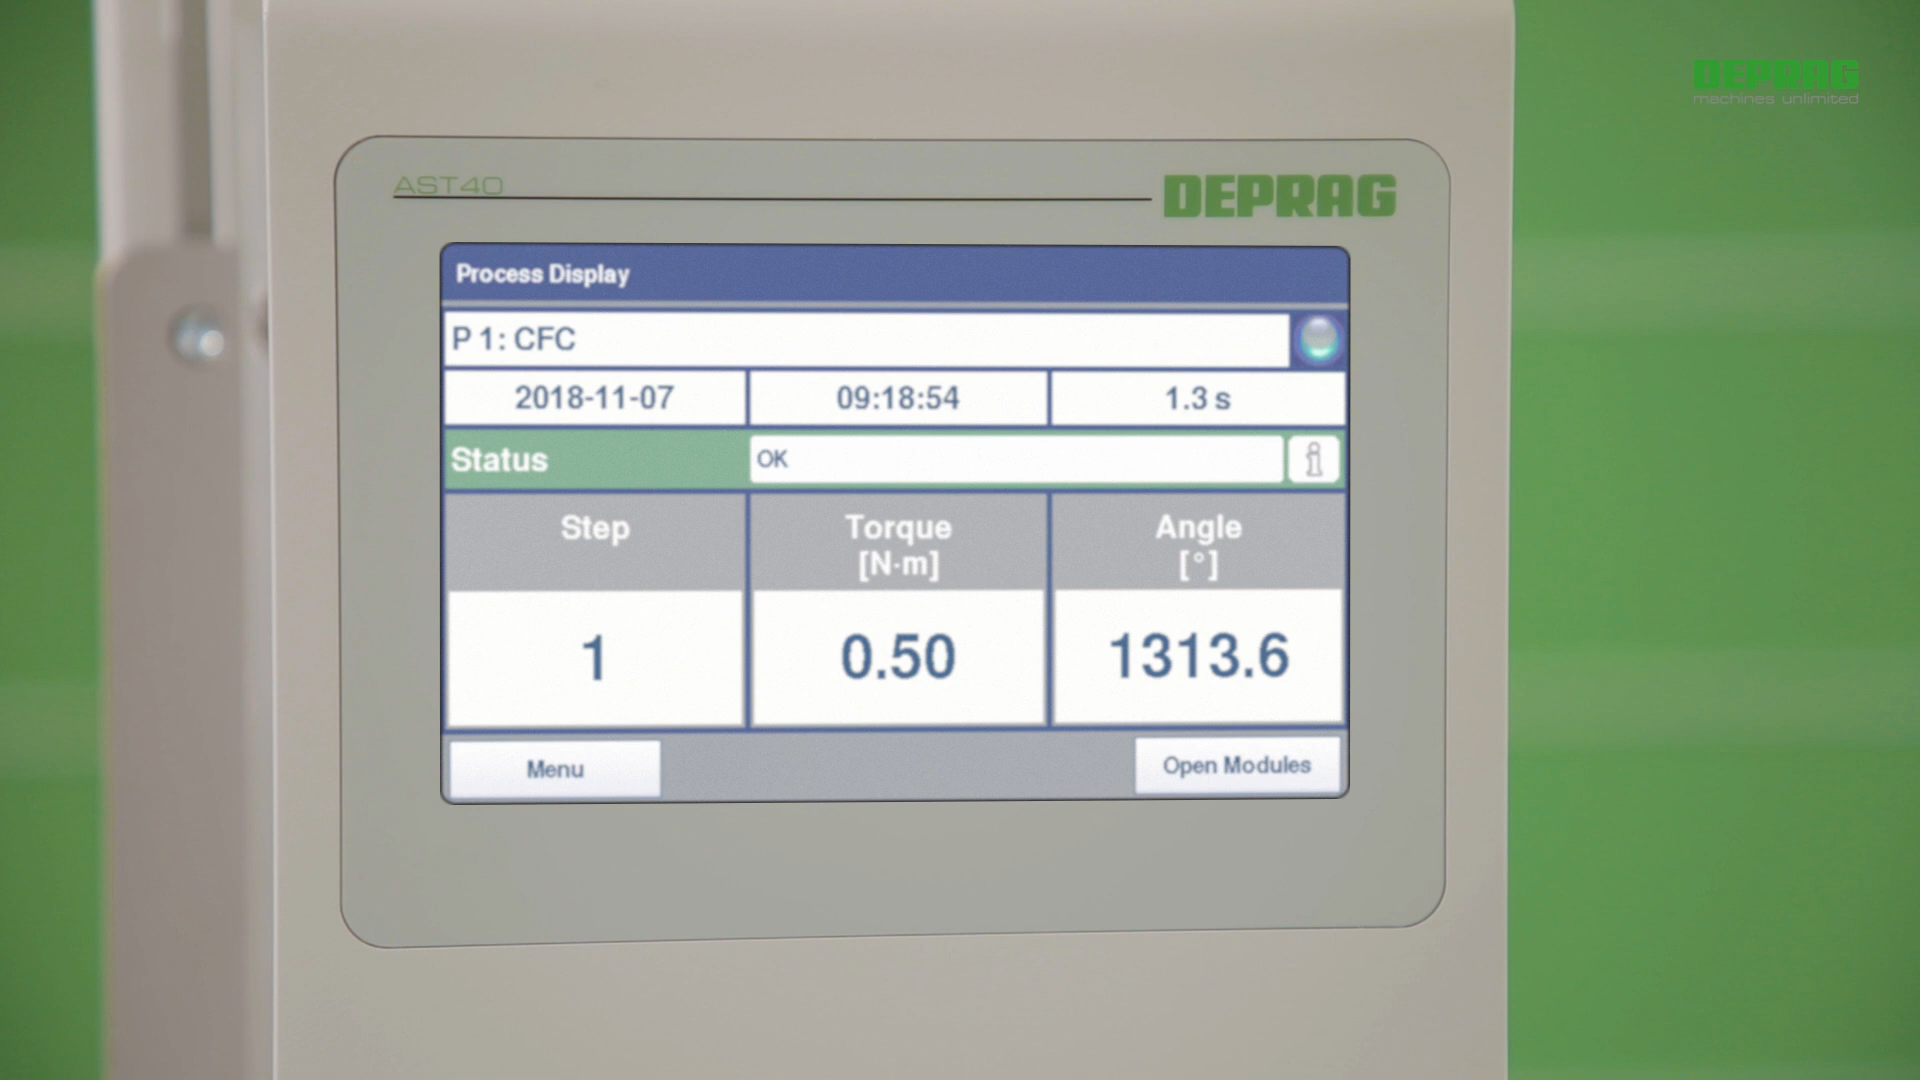 DEPRAG
machines unlimited
AST40
DEPRAG
Process Display
P 1: CFC
2018-11-07 09:18:54 1.3 s
Status OK i
Step Torque Angle
[N·m] [°]
1 0.50 1313.6
Menu Open Modules